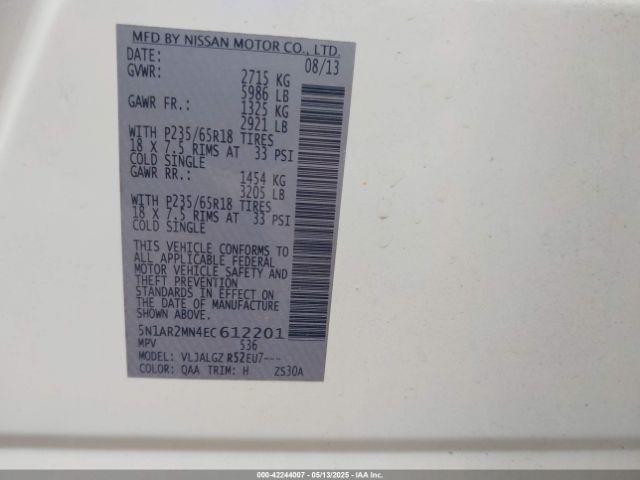 MFD BY NISSAN MOTOR CO., LTD.
DATE: 08/13
GVWR: 2715 KG
5986 LB
GAWR FR.: 1325 KG
2921 LB
WITH P235/65R18 TIRES
18 X 7.5 RIMS AT 33 PSI
COLD SINGLE
GAWR RR.: 1454 KG
3205 LB
WITH P235/65R18 TIRES
18 X 7.5 RIMS AT 33 PSI
COLD SINGLE
THIS VEHICLE CONFORMS TO
ALL APPLICABLE FEDERAL
MOTOR VEHICLE SAFETY AND
THEFT PREVENTION
STANDARDS IN EFFECT ON
THE DATE OF MANUFACTURE
SHOWN ABOVE.
5N1AR2MN4EC612201
MPV 536
MODEL: VLJALGZ R52EU7---
COLOR: QAA TRIM: H ZS30A
000-42244007 - 05/13/2025 - IAA, Inc.